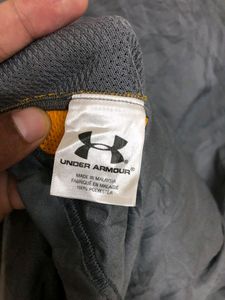 UNDER ARMOUR®
MADE IN MALAYSIA
FABRIQUÉ EN MALAISIE
100% POLYESTER